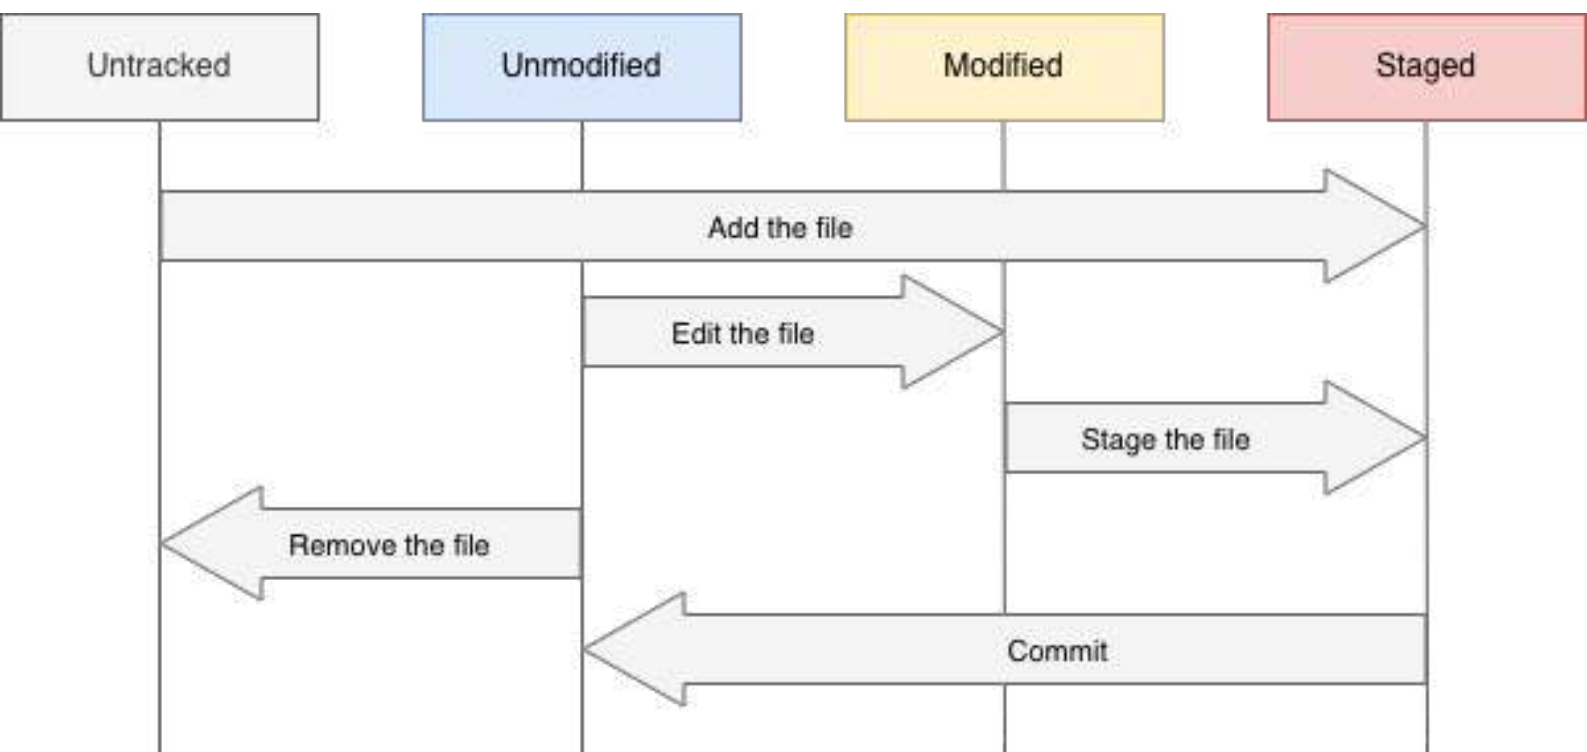 Untracked
Unmodified
Modified
Staged
Add the file
Edit the file
Stage the file
Remove the file
Commit